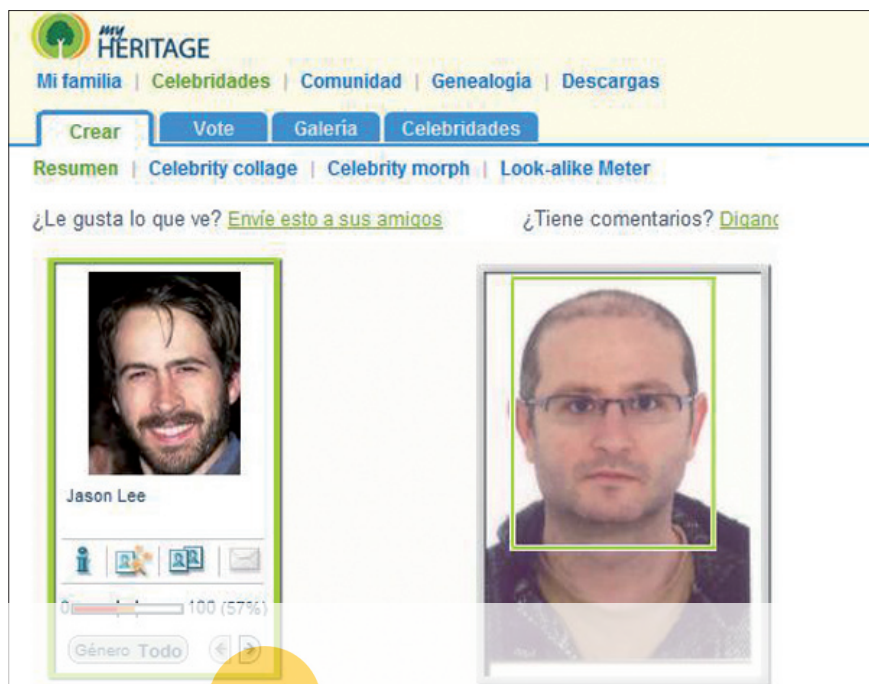 my
HERITAGE
Mi familia | Celebridades | Comunidad | Genealogía | Descargas
Crear Vote Galería Celebridades
Resumen | Celebrity collage | Celebrity morph | Look-alike Meter
¿Le gusta lo que ve? Envíe esto a sus amigos ¿Tiene comentarios? Díganc
Jason Lee
0 100 (57%)
Género Todo